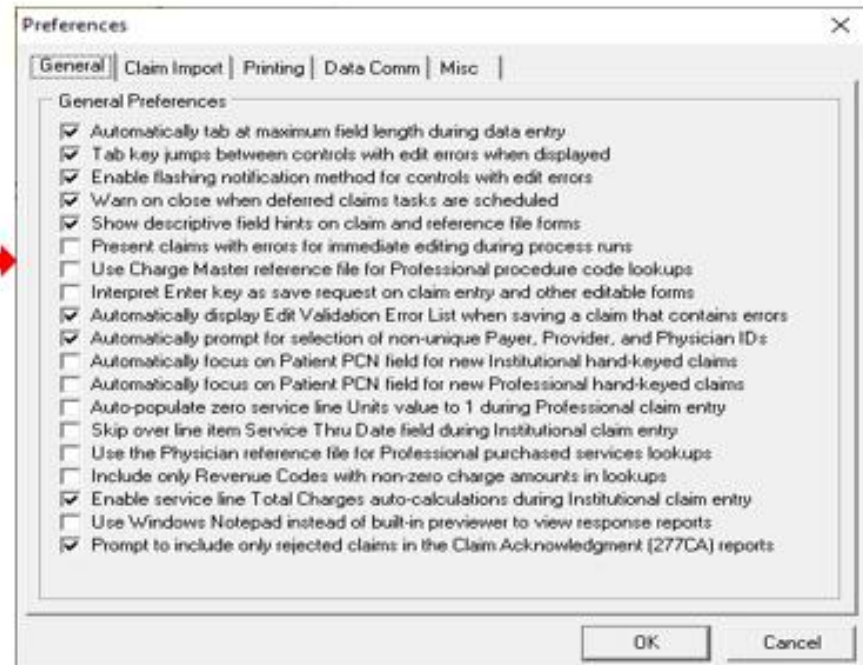 Preferences
General Claim Import Printing Data Comm Misc
General Preferences
Automatically tab at maximum field length during data entry
Tab key jumps between controls with edit errors when displayed
Enable flashing notification method for controls with edit errors
Warn on close when deferred claims tasks are scheduled
Show descriptive field hints on claim and reference file forms
Present claims with errors for immediate editing during process runs
Use Charge Master reference file for Professional procedure code lookups
Interpret Enter key as save request on claim entry and other editable forms
Automatically display Edit Validation Error List when saving a claim that contains errors
Automatically prompt for selection of non-unique Payer, Provider, and Physician IDs
Automatically focus on Patient PCN field for new Institutional hand-keyed claims
Automatically focus on Patient PCN field for new Professional hand-keyed claims
Auto-populate zero service line Units value to 1 during Professional claim entry
Skip over line item Service Thru Date field during Institutional claim entry
Use the Physician reference file for Professional purchased services lookups
Include only Revenue Codes with non-zero charge amounts in lookups
Enable service line Total Charges auto-calculations during Institutional claim entry
Use Windows Notepad instead of built-in previewer to view response reports
Prompt to include only rejected claims in the Claim Acknowledgment (277CA) reports
OK Cancel